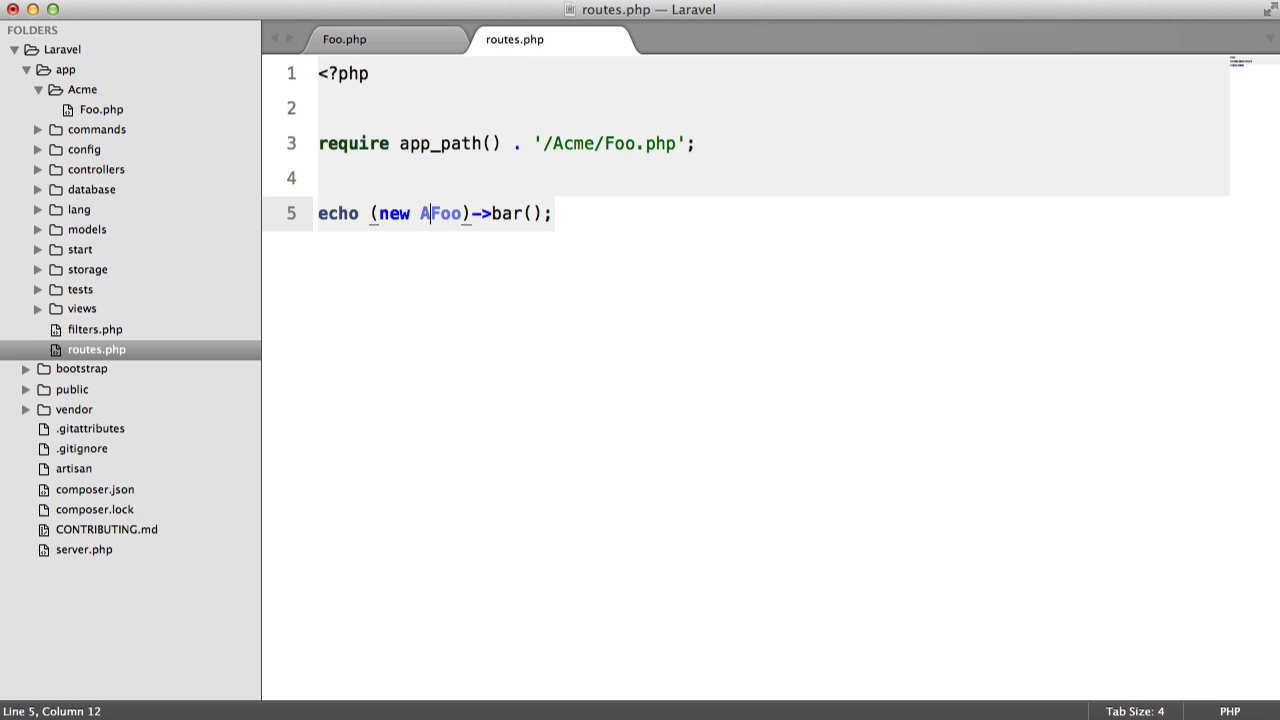 routes.php — Laravel
FOLDERS
Laravel
app
Acme
Foo.php
commands
config
controllers
database
lang
models
start
storage
tests
views
filters.php
routes.php
bootstrap
public
vendor
.gitattributes
.gitignore
artisan
composer.json
composer.lock
CONTRIBUTING.md
server.php
Foo.php
routes.php
1 <?php
2
3 require app_path() . '/Acme/Foo.php';
4
5 echo (new AFoo)->bar();
Line 5, Column 12
Tab Size: 4
PHP